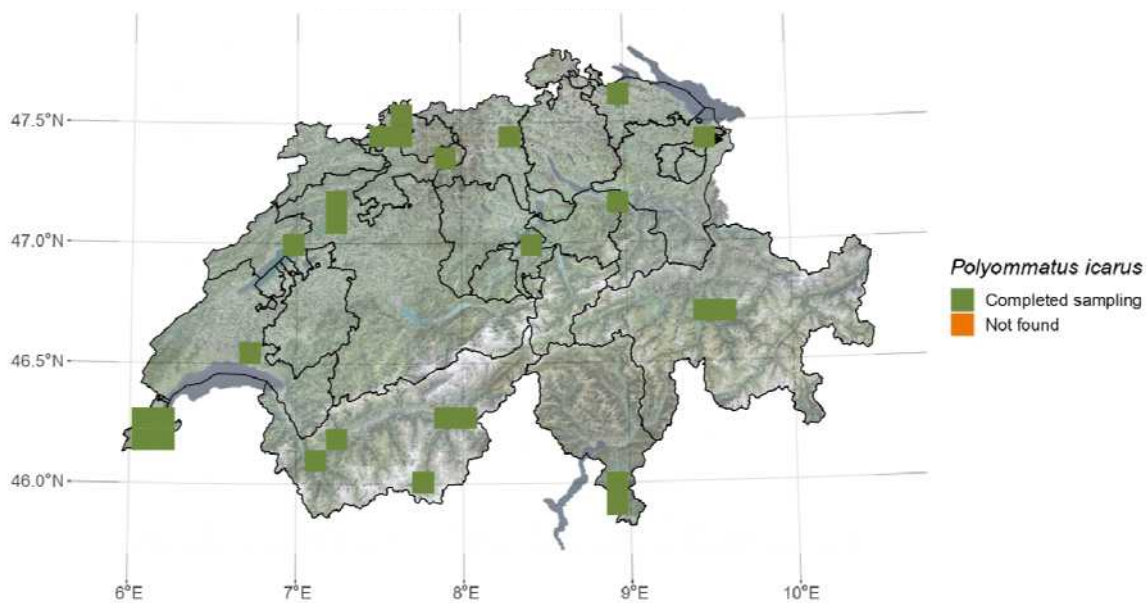 47.5°N
47.0°N
46.5°N
46.0°N
6°E
7°E
8°E
9°E
10°E
Polyommatus icarus
Completed sampling
Not found